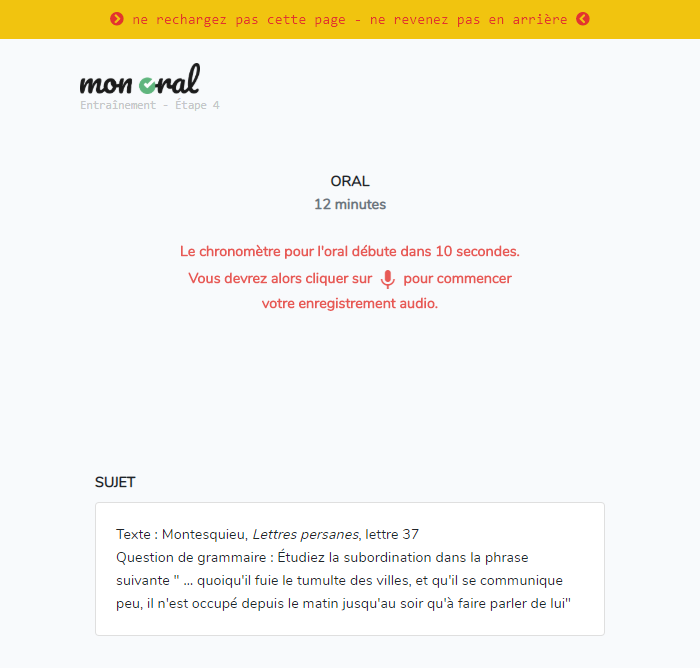 ne rechargez pas cette page - ne revenez pas en arrière
mon oral
Entraînement - Étape 4
ORAL
12 minutes
Le chronomètre pour l'oral débute dans 10 secondes.
Vous devrez alors cliquer sur pour commencer
votre enregistrement audio.
SUJET
Texte : Montesquieu, Lettres persanes, lettre 37
Question de grammaire : Étudiez la subordination dans la phrase
suivante " ... quoiqu'il fuie le tumulte des villes, et qu'il se communique
peu, il n'est occupé depuis le matin jusqu'au soir qu'à faire parler de lui"